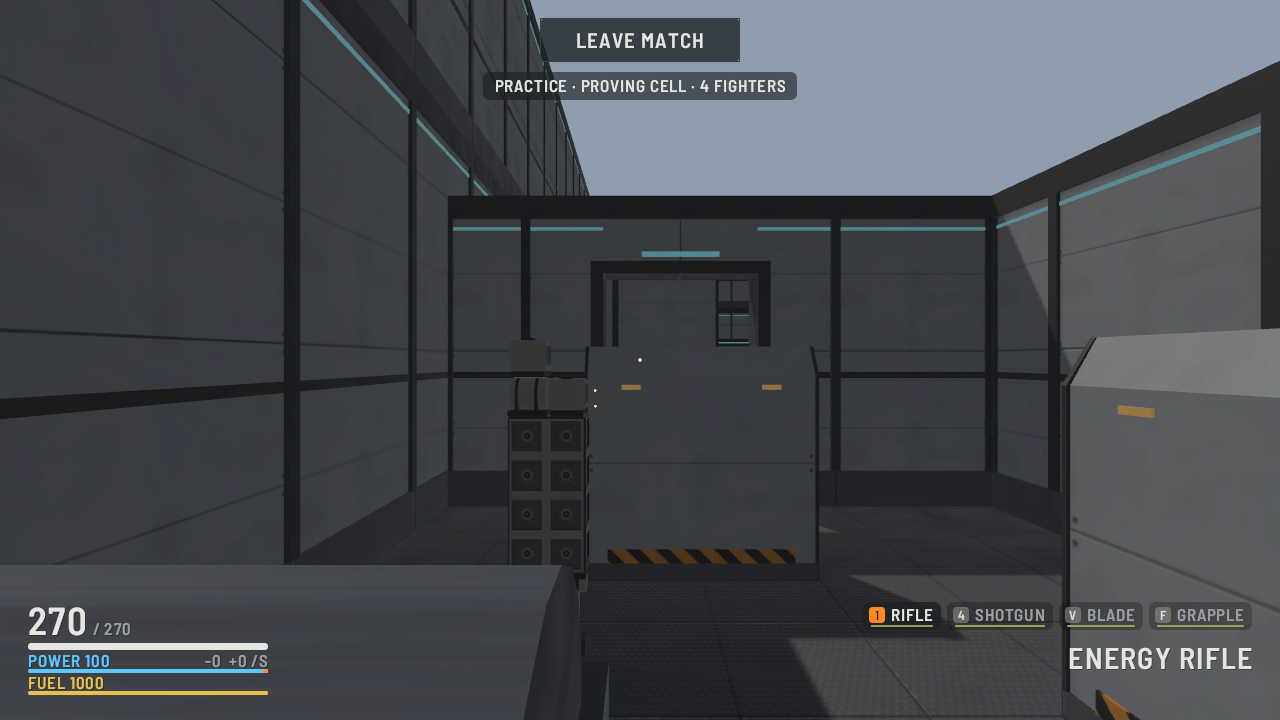 LEAVE MATCH
PRACTICE · PROVING CELL · 4 FIGHTERS
270 / 270
POWER 100 -0 +0 /S
FUEL 1000
1 RIFLE 4 SHOTGUN V BLADE F GRAPPLE
ENERGY RIFLE